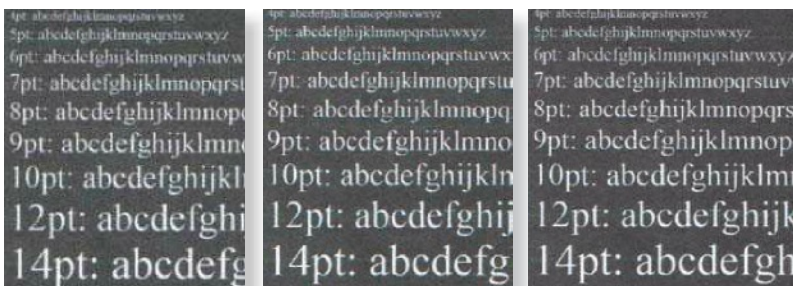 4pt: abcdefghijklmnopqrstuvwxyz
5pt: abcdefghijklmnopqrstuvwxyz
6pt: abcdefghijklmnopqrstuvw
7pt: abcdefghijklmnopqrst
8pt: abcdefghijklmnop
9pt: abcdefghijklmn
10pt: abcdefghijkl
12pt: abcdefghi
14pt: abcdefg
4pt: abcdefghijklmnopqrstuvwxyz
5pt: abcdefghijklmnopqrstuvwxyz
6pt: abcdefghijklmnopqrstuvwx
7pt: abcdefghijklmnopqrstu
8pt: abcdefghijklmnopq
9pt: abcdefghijklmno
10pt: abcdefghijklm
12pt: abcdefghij
14pt: abcdefg
4pt: abcdefghijklmnopqrstuvwxyz
5pt: abcdefghijklmnopqrstuvwxyz
6pt: abcdefghijklmnopqrstuvwxyz
7pt: abcdefghijklmnopqrstuv
8pt: abcdefghijklmnopqrs
9pt: abcdefghijklmnop
10pt: abcdefghijklm
12pt: abcdefghijk
14pt: abcdefgh